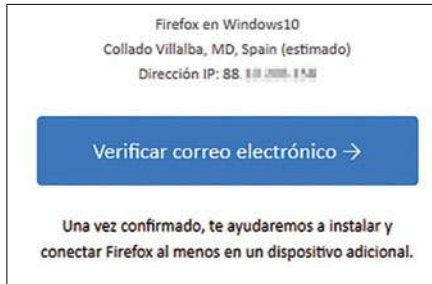 Firefox en Windows10
Collado Villalba, MD, Spain (estimado)
Dirección IP: 88.
Verificar correo electrónico →
Una vez confirmado, te ayudaremos a instalar y
conectar Firefox al menos en un dispositivo adicional.